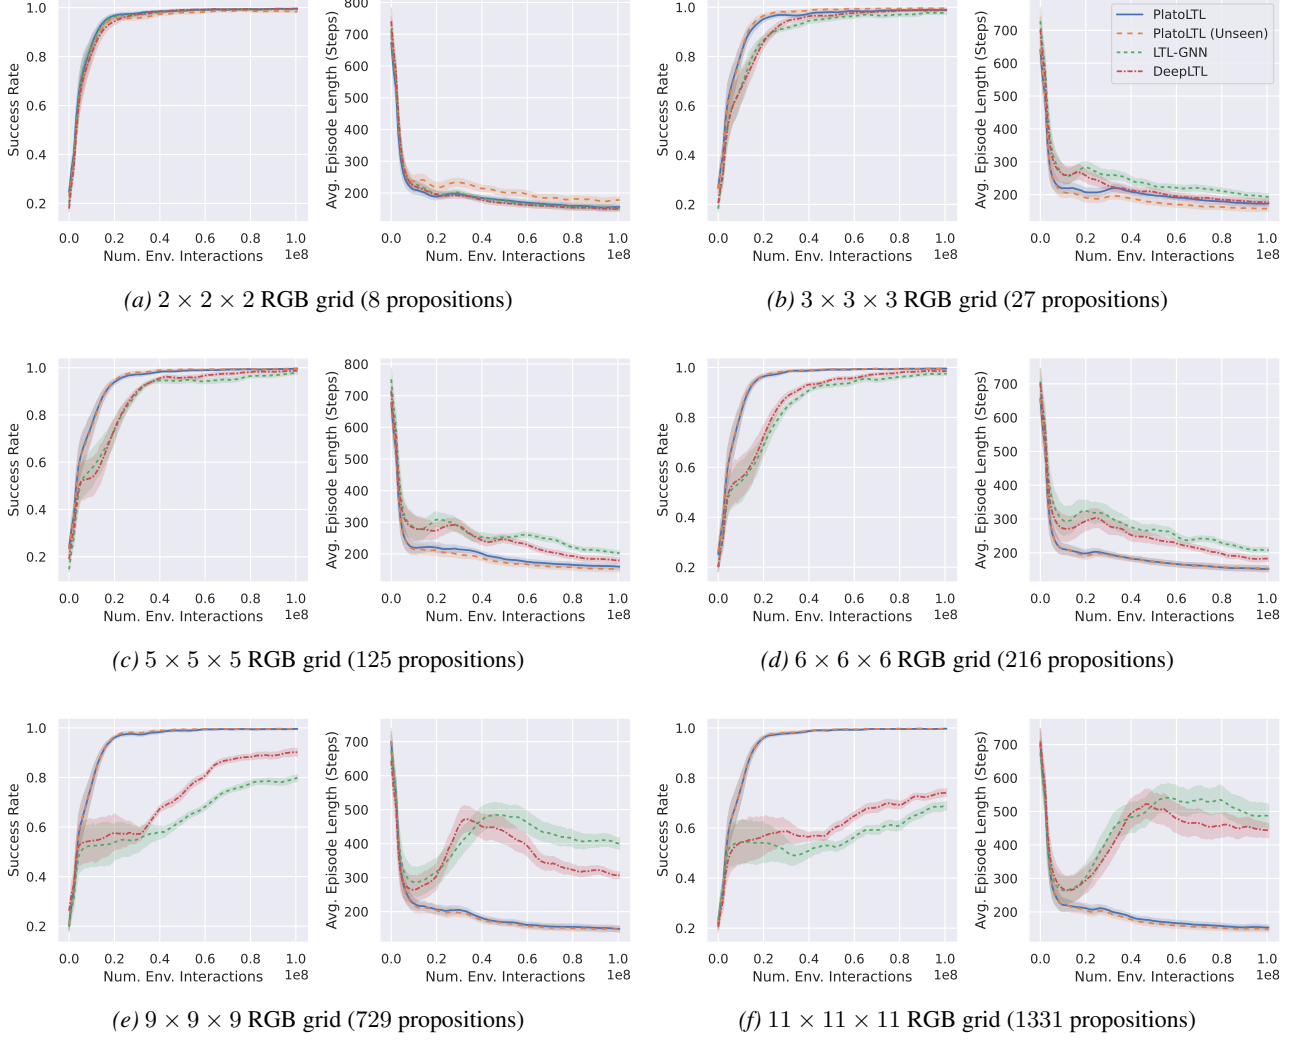 1.0
0.8
0.6
0.4
0.2
Success Rate
0.0 0.2 0.4 0.6 0.8 1.0
1e8
Num. Env. Interactions
800
700
600
500
400
300
200
Avg. Episode Length (Steps)
0.0 0.2 0.4 0.6 0.8 1.0
1e8
Num. Env. Interactions
(a) 2 × 2 × 2 RGB grid (8 propositions)
1.0
0.8
0.6
0.4
0.2
Success Rate
0.0 0.2 0.4 0.6 0.8 1.0
1e8
Num. Env. Interactions
700
600
500
400
300
200
Avg. Episode Length (Steps)
PlatoLTL
PlatoLTL (Unseen)
LTL-GNN
DeepLTL
0.0 0.2 0.4 0.6 0.8 1.0
1e8
Num. Env. Interactions
(b) 3 × 3 × 3 RGB grid (27 propositions)
1.0
0.8
0.6
0.4
0.2
Success Rate
0.0 0.2 0.4 0.6 0.8 1.0
1e8
Num. Env. Interactions
800
700
600
500
400
300
200
Avg. Episode Length (Steps)
0.0 0.2 0.4 0.6 0.8 1.0
1e8
Num. Env. Interactions
(c) 5 × 5 × 5 RGB grid (125 propositions)
1.0
0.8
0.6
0.4
0.2
Success Rate
0.0 0.2 0.4 0.6 0.8 1.0
1e8
Num. Env. Interactions
700
600
500
400
300
200
Avg. Episode Length (Steps)
0.0 0.2 0.4 0.6 0.8 1.0
1e8
Num. Env. Interactions
(d) 6 × 6 × 6 RGB grid (216 propositions)
1.0
0.8
0.6
0.4
0.2
Success Rate
0.0 0.2 0.4 0.6 0.8 1.0
1e8
Num. Env. Interactions
700
600
500
400
300
200
Avg. Episode Length (Steps)
0.0 0.2 0.4 0.6 0.8 1.0
1e8
Num. Env. Interactions
(e) 9 × 9 × 9 RGB grid (729 propositions)
1.0
0.8
0.6
0.4
0.2
Success Rate
0.0 0.2 0.4 0.6 0.8 1.0
1e8
Num. Env. Interactions
700
600
500
400
300
200
Avg. Episode Length (Steps)
0.0 0.2 0.4 0.6 0.8 1.0
1e8
Num. Env. Interactions
(f) 11 × 11 × 11 RGB grid (1331 propositions)